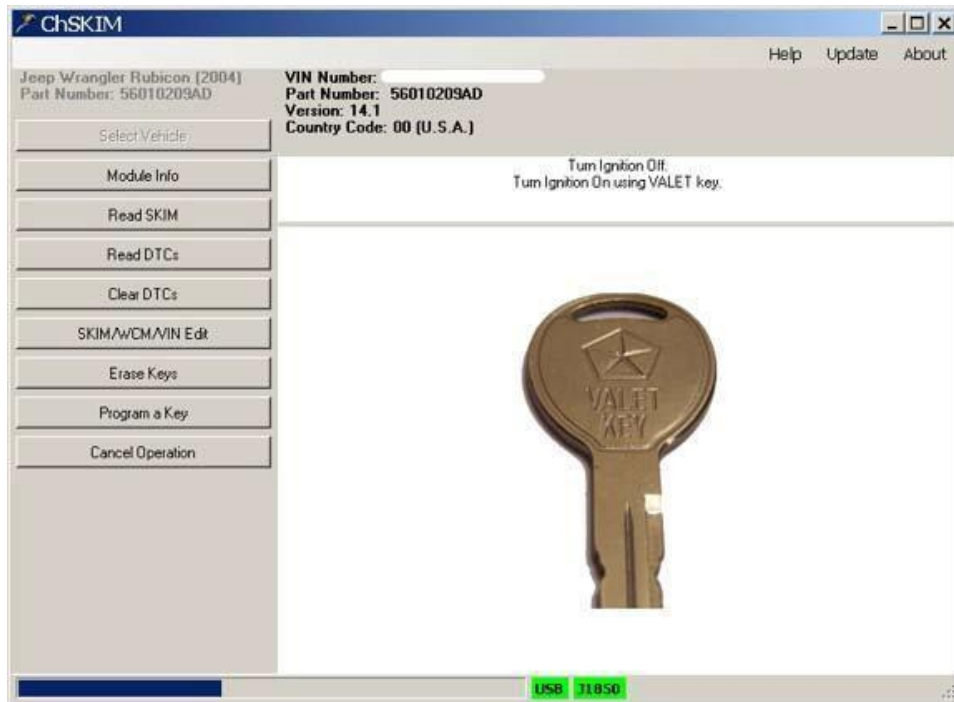 ChSKIM
Help Update About
Jeep Wrangler Rubicon (2004)
Part Number: 56010209AD
VIN Number:
Part Number: 56010209AD
Version: 14.1
Country Code: 00 (U.S.A.)
Select Vehicle
Module Info
Read SKIM
Read DTCs
Clear DTCs
SKIM/WCM/VIN Edit
Erase Keys
Program a Key
Cancel Operation
Turn Ignition Off.
Turn Ignition On using VALET key.
VALET
KEY
USB J1850